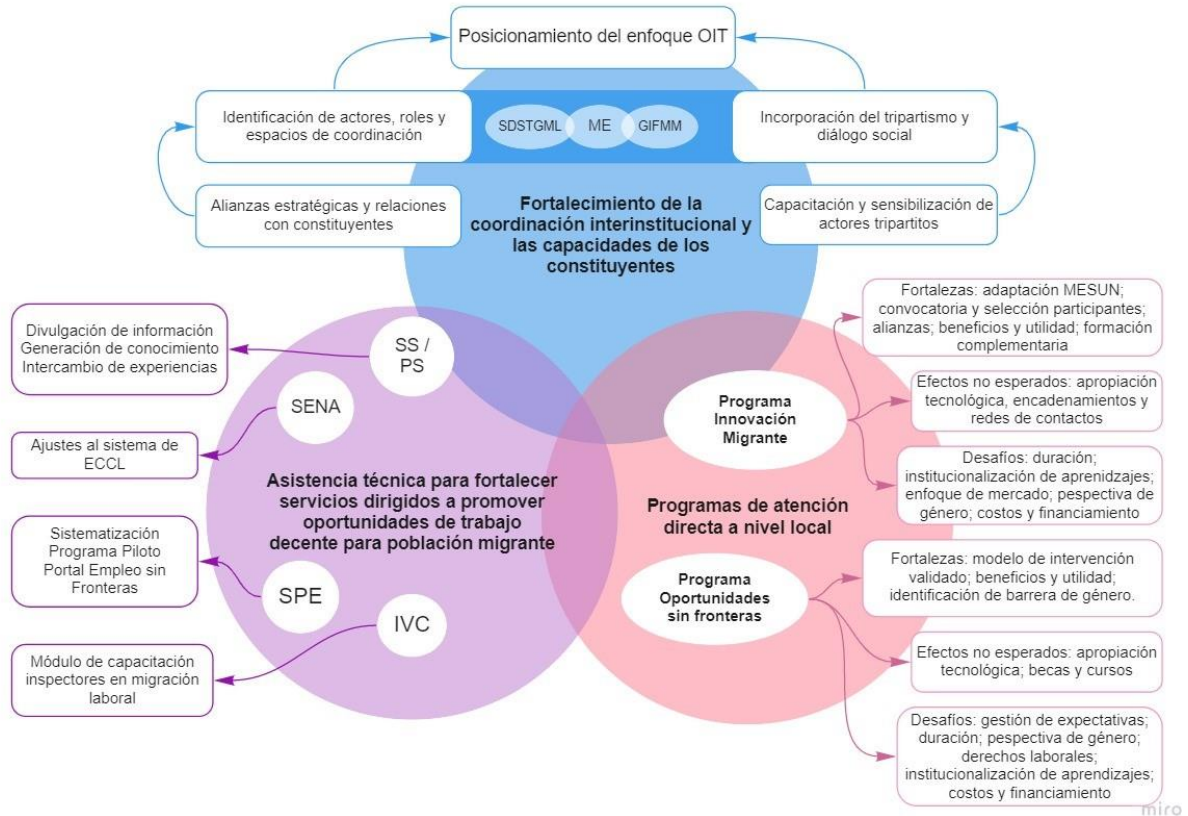 Posicionamiento del enfoque OIT
Identificación de actores, roles y
espacios de coordinación
SDSTGML
ME
GIFMM
Incorporación del tripartismo y
diálogo social
Alianzas estratégicas y relaciones
con constituyentes
Fortalecimiento de la
coordinación interinstitucional y
las capacidades de los
constituyentes
Capacitación y sensibilización de
actores tripartitos
Divulgación de información
Generación de conocimiento
Intercambio de experiencias
SS /
PS
SENA
Ajustes al sistema de
ECCL
Asistencia técnica para fortalecer
servicios dirigidos a promover
oportunidades de trabajo
decente para población migrante
Sistematización
Programa Piloto
Portal Empleo sin
Fronteras
SPE
IVC
Módulo de capacitación
inspectores en migración
laboral
Programa
Innovación
Migrante
Fortalezas: adaptación MESUN;
convocatoria y selección participantes;
alianzas; beneficios y utilidad; formación
complementaria
Efectos no esperados: apropiación
tecnológica, encadenamientos y
redes de contactos
Desafíos: duración;
institucionalización de aprenidzajes;
enfoque de mercado; pespectiva de
género; costos y financiamiento
Programas de atención
directa a nivel local
Programa
Oportunidades
sin fronteras
Fortalezas: modelo de intervención
validado; beneficios y utilidad;
identificación de barrera de género.
Efectos no esperados: apropiación
tecnológica; becas y cursos
Desafíos: gestión de expectativas;
duración; pespectiva de género;
derechos laborales;
institucionalización de aprendizajes;
costos y financiamiento
miro